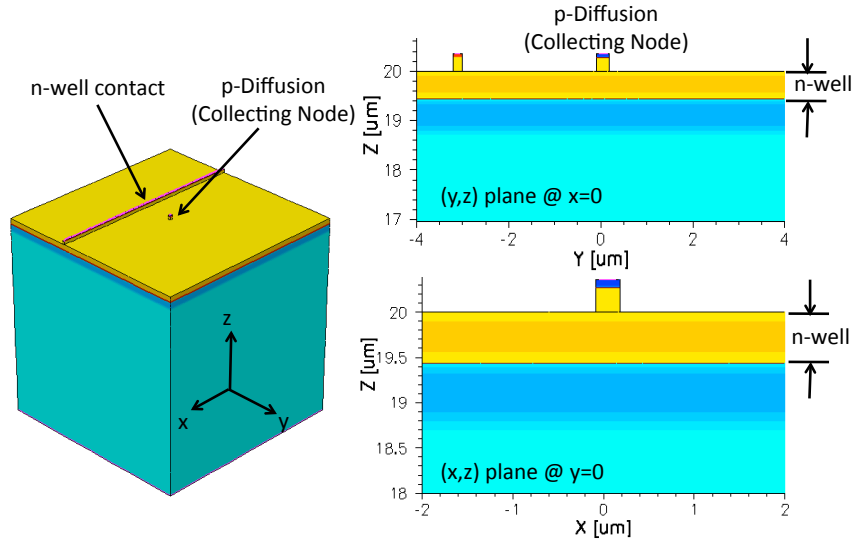 n-well contact
p-Diffusion
(Collecting Node)
z
x
y
p-Diffusion
(Collecting Node)
Z [um]
20
19
18
17
-4
-2
0
2
4
Y [um]
(y,z) plane @ x=0
n-well
Z [um]
20
19.5
19
18.5
18
-2
-1
0
1
2
X [um]
(x,z) plane @ y=0
n-well